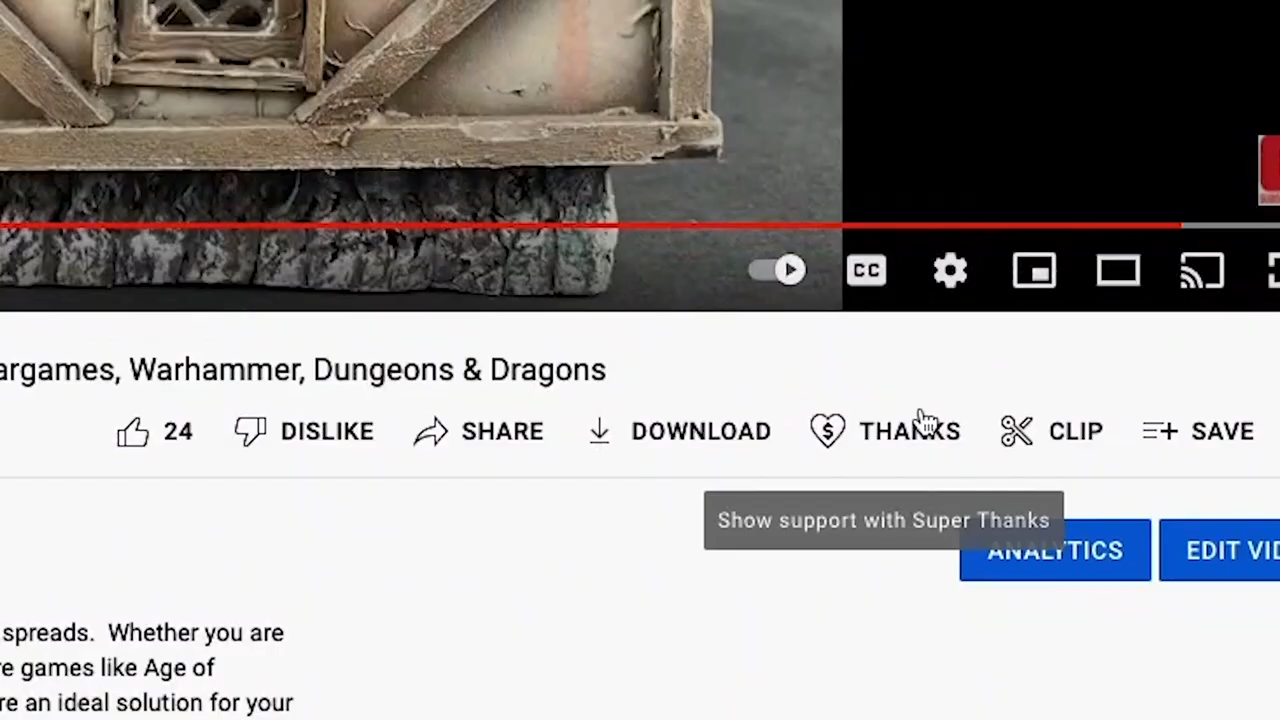 CC
argames, Warhammer, Dungeons & Dragons
24 DISLIKE SHARE DOWNLOAD THANKS CLIP SAVE
Show support with Super Thanks
ANALYTICS EDIT VID
spreads. Whether you are
re games like Age of
re an ideal solution for your